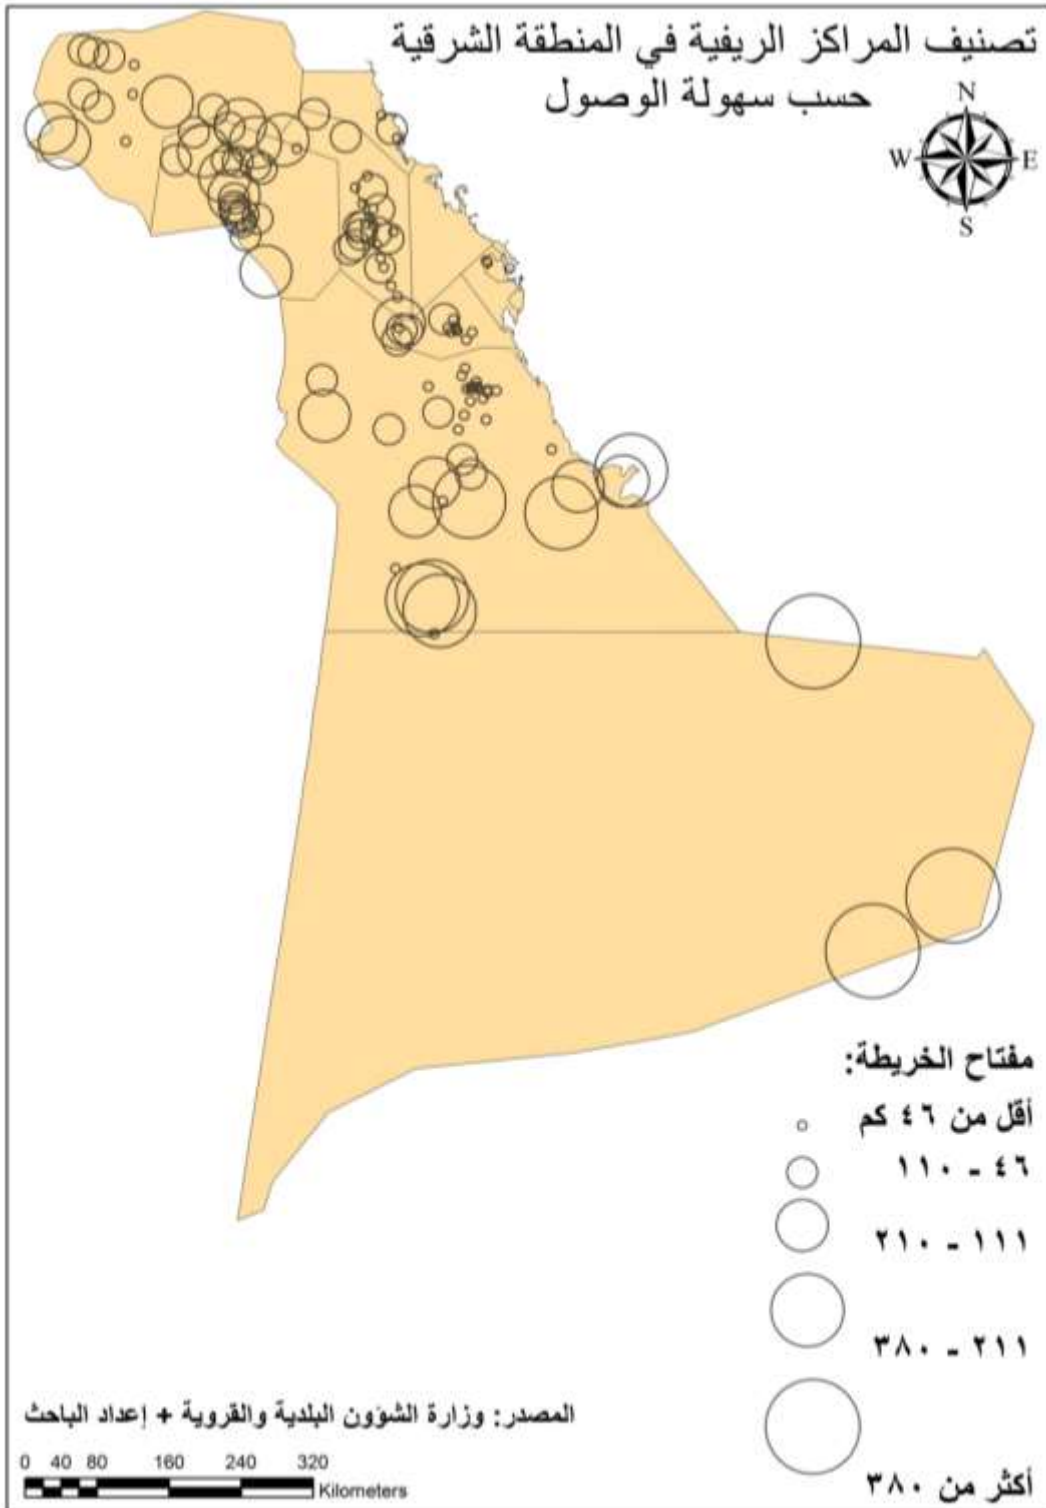 تصنيف المراكز الريفية في المنطقة الشرقية
حسب سهولة الوصول
N
W E
S
مفتاح الخريطة:
أقل من ٤٦ كم
٤٦ - ١١٠
١١١ - ٢١٠
٢١١ - ٣٨٠
أكثر من ٣٨٠
المصدر: وزارة الشؤون البلدية والقروية + إعداد الباحث
0 40 80 160 240 320
Kilometers